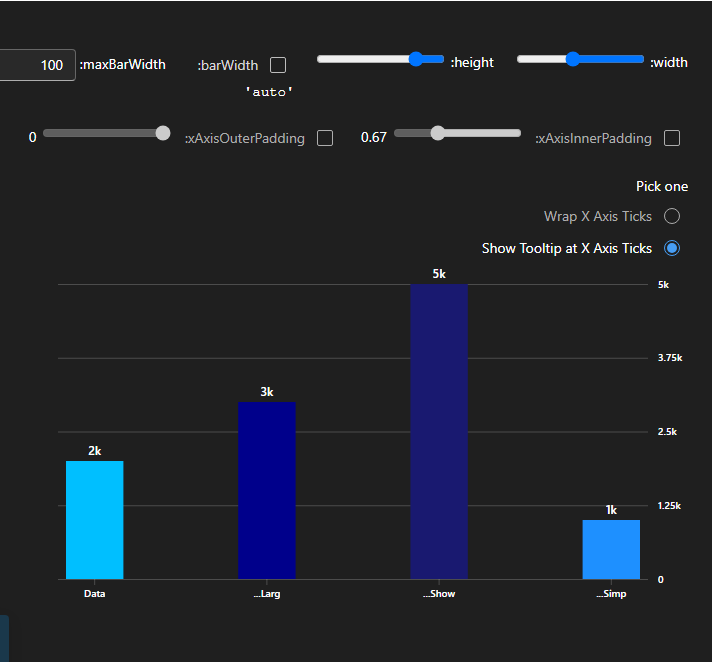 100 :maxBarWidth :barWidth :height :width
'auto'
0 :xAxisOuterPadding 0.67 :xAxisInnerPadding
Pick one
Wrap X Axis Ticks
Show Tooltip at X Axis Ticks
5k
5k
3.75k
3k
2.5k
2k
1.25k
1k
0
Data ...Larg ...Show ...Simp